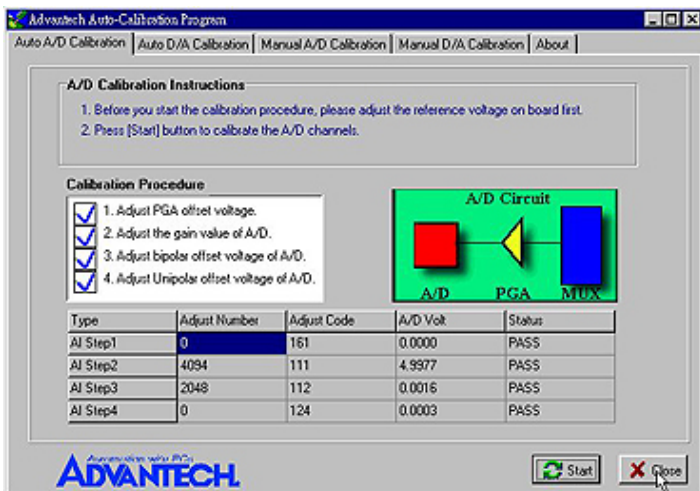 Advantech Auto-Calibration Program
Auto A/D Calibration Auto D/A Calibration Manual A/D Calibration Manual D/A Calibration About
A/D Calibration Instructions
1. Before you start the calibration procedure, please adjust the reference voltage on board first.
2. Press [Start] button to calibrate the A/D channels.
Calibration Procedure
1. Adjust PGA offset voltage.
2. Adjust the gain value of A/D.
3. Adjust bipolar offset voltage of A/D.
4. Adjust Unipolar offset voltage of A/D.
A/D Circuit
A/D PGA MUX
Type Adjust Number Adjust Code A/D Volt Status
AI Step1 0 161 0.0000 PASS
AI Step2 4094 111 4.9977 PASS
AI Step3 2048 112 0.0016 PASS
AI Step4 0 124 0.0003 PASS
with PCs
ADVANTECH.
Start Close